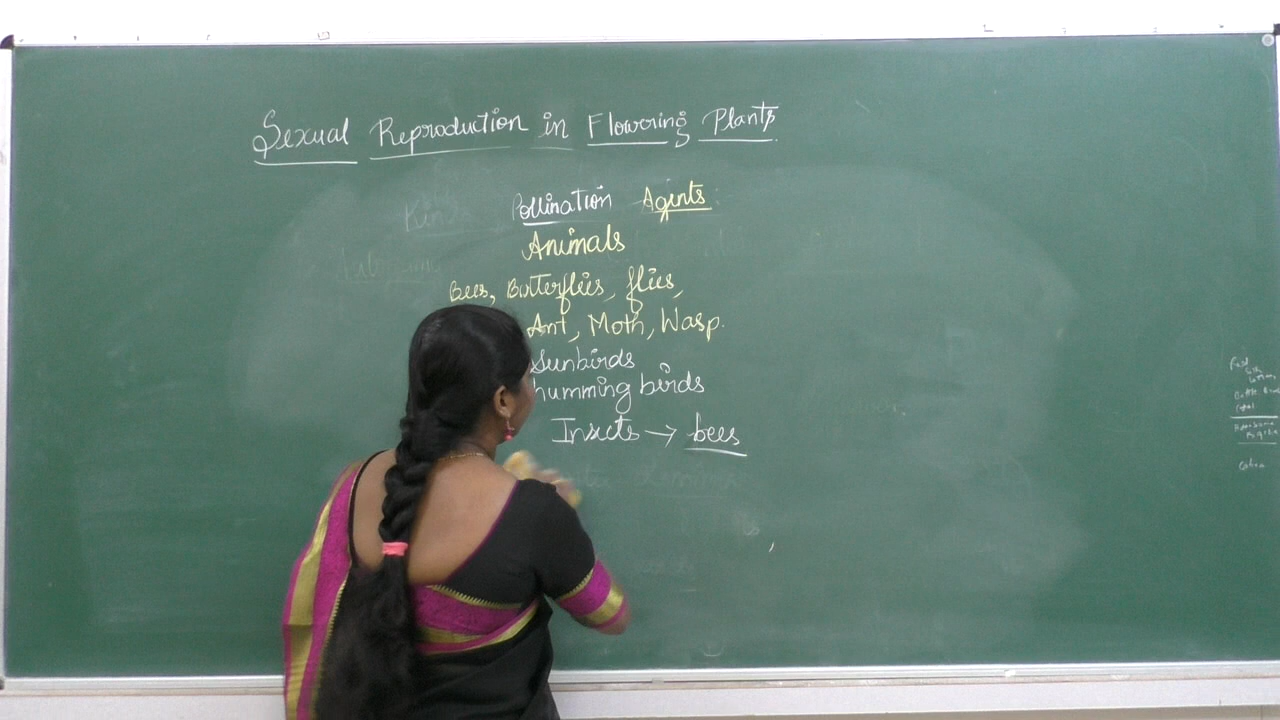 Sexual Reproduction in Flowering Plants
Pollination Agents:
Animals
Bees, Butterflies, flies,
Ant, Moth, Wasp.
Sunbirds
humming birds
Insects → bees